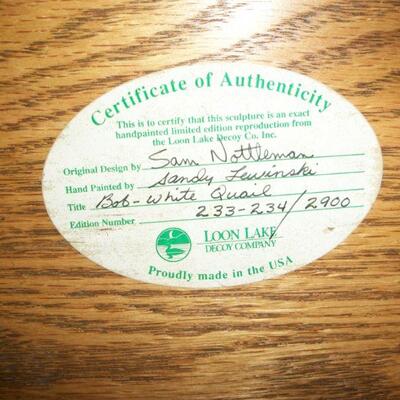 Certificate of Authenticity
This is to certify that this sculpture is an exact
handpainted limited edition reproduction from
the Loon Lake Decoy Co. Inc.
Original Design by Sam Nottleman
Hand Painted by Sandy Lewinski
Title Bob-White Quail
Edition Number 233-234/2900
LOON LAKE
DECOY COMPANY
Proudly made in the USA